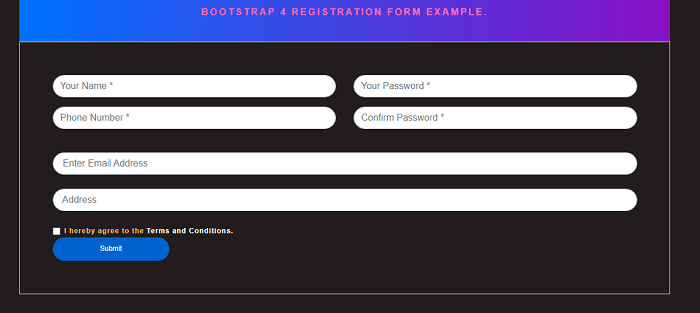 BOOTSTRAP 4 REGISTRATION FORM EXAMPLE.
Your Name * Your Password *
Phone Number * Confirm Password *
Enter Email Address
Address
I hereby agree to the Terms and Conditions.
Submit